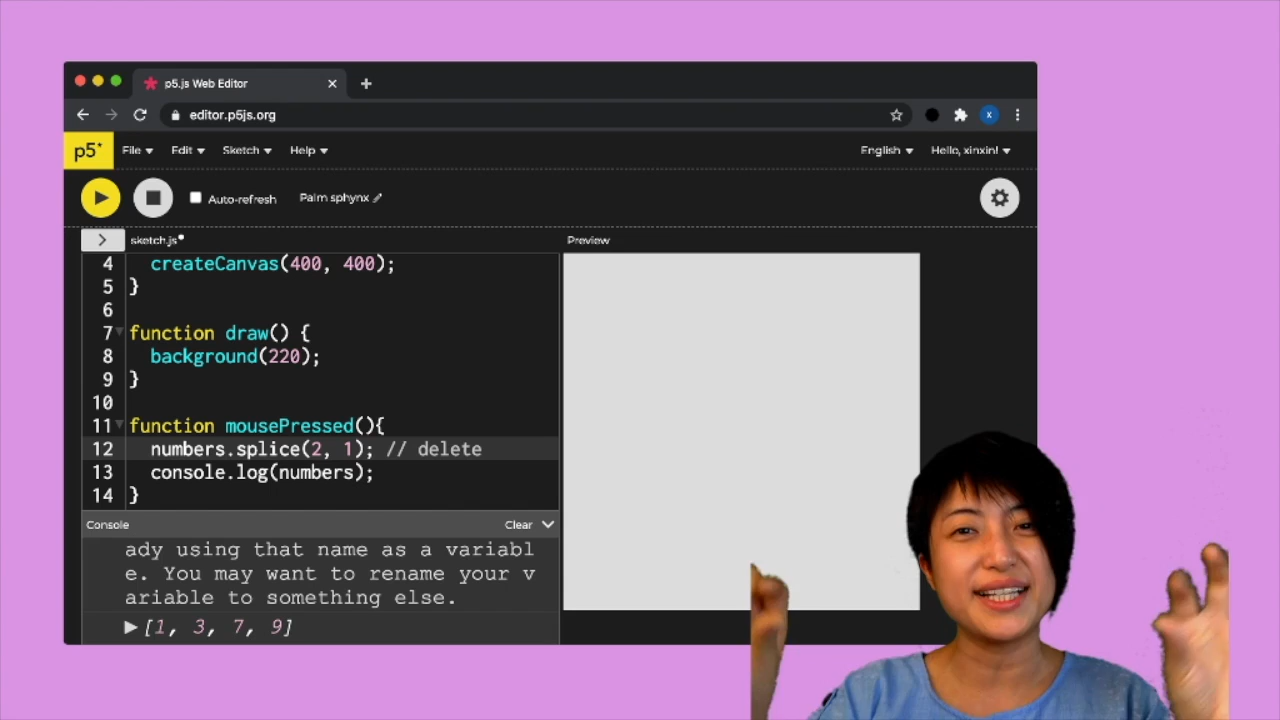 p5.js Web Editor
editor.p5js.org
x
p5* File Edit Sketch Help English Hello, xinxin!
Auto-refresh Palm sphynx
sketch.js Preview
4 createCanvas(400, 400);
5 }
6
7 function draw() {
8 background(220);
9 }
10
11 function mousePressed(){
12 numbers.splice(2, 1); // delete
13 console.log(numbers);
14 }
Console Clear
ady using that name as a variabl
e. You may want to rename your v
ariable to something else.
[1, 3, 7, 9]